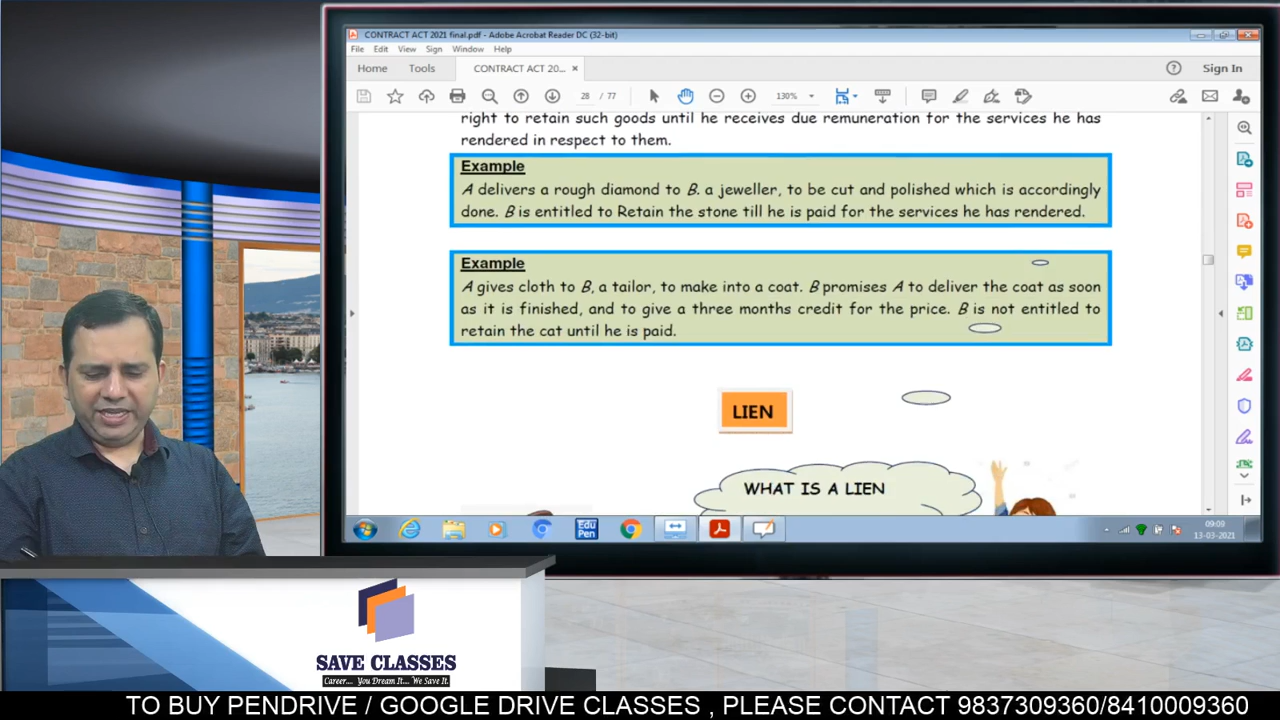 CONTRACT ACT 2021 final.pdf - Adobe Acrobat Reader DC (32-bit)
File Edit View Sign Window Help
Home Tools CONTRACT ACT 20... × Sign In
28 / 77 130%
right to retain such goods until he receives due remuneration for the services he has
rendered in respect to them.
Example
A delivers a rough diamond to B. a jeweller, to be cut and polished which is accordingly
done. B is entitled to Retain the stone till he is paid for the services he has rendered.
Example
A gives cloth to B, a tailor, to make into a coat. B promises A to deliver the coat as soon
as it is finished, and to give a three months credit for the price. B is not entitled to
retain the cat until he is paid.
LIEN
WHAT IS A LIEN
Edu
Pen
09:09
13-03-2021
SAVE CLASSES
Career.... You Dream It... We Save It.
TO BUY PENDRIVE / GOOGLE DRIVE CLASSES , PLEASE CONTACT 9837309360/8410009360